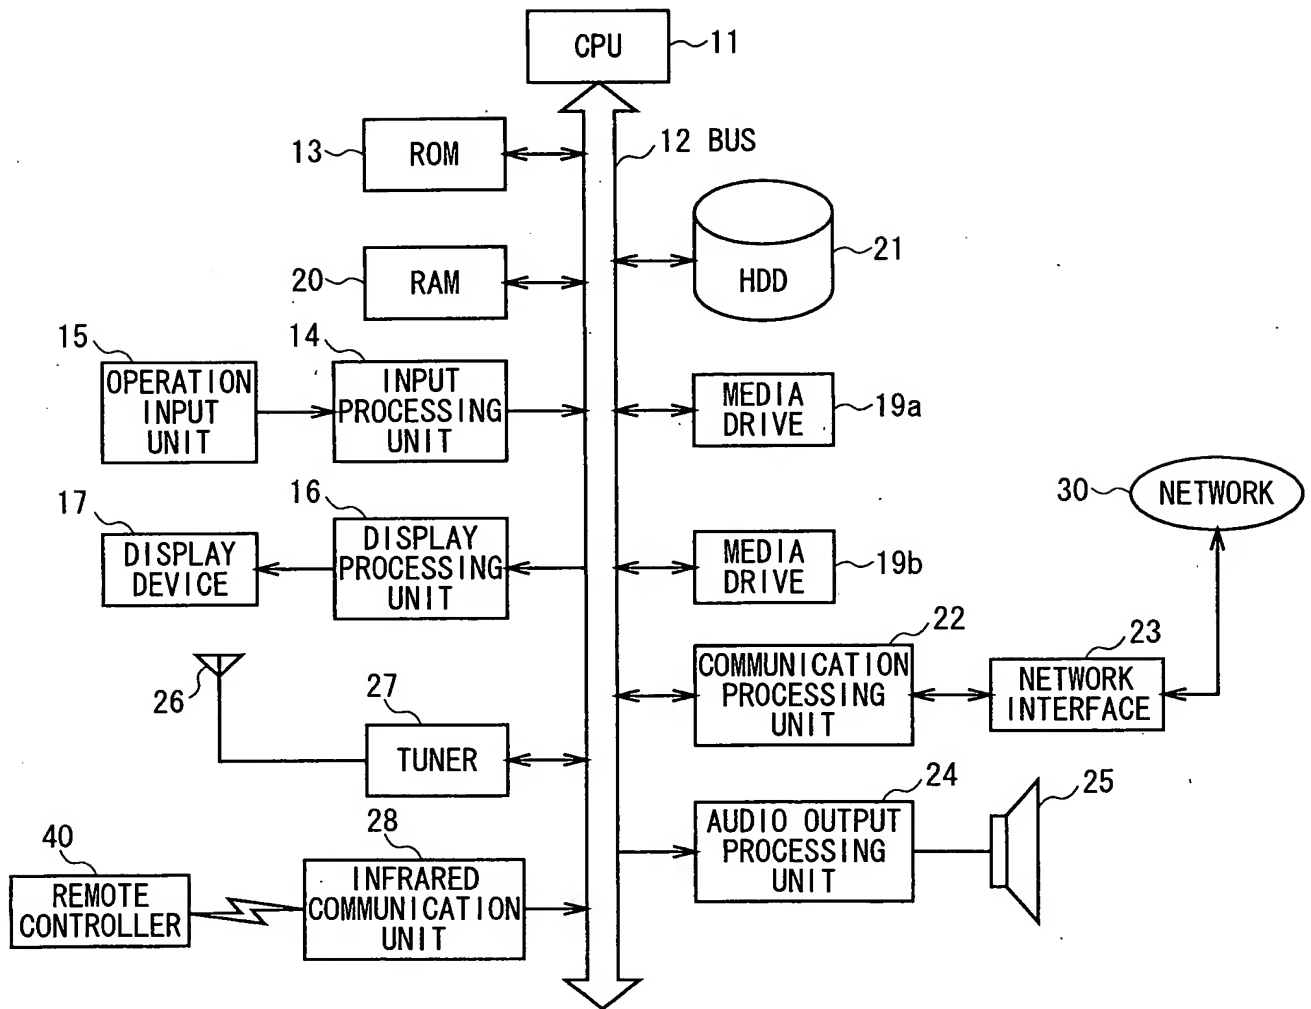 CPU
11
12 BUS
13
ROM
20
RAM
HDD
21
15
OPERATION
INPUT
UNIT
14
INPUT
PROCESSING
UNIT
MEDIA
DRIVE
19a
17
DISPLAY
DEVICE
16
DISPLAY
PROCESSING
UNIT
MEDIA
DRIVE
19b
30
NETWORK
22
COMMUNICATION
PROCESSING
UNIT
23
NETWORK
INTERFACE
26
27
TUNER
24
AUDIO OUTPUT
PROCESSING
UNIT
25
40
REMOTE
CONTROLLER
28
INFRARED
COMMUNICATION
UNIT